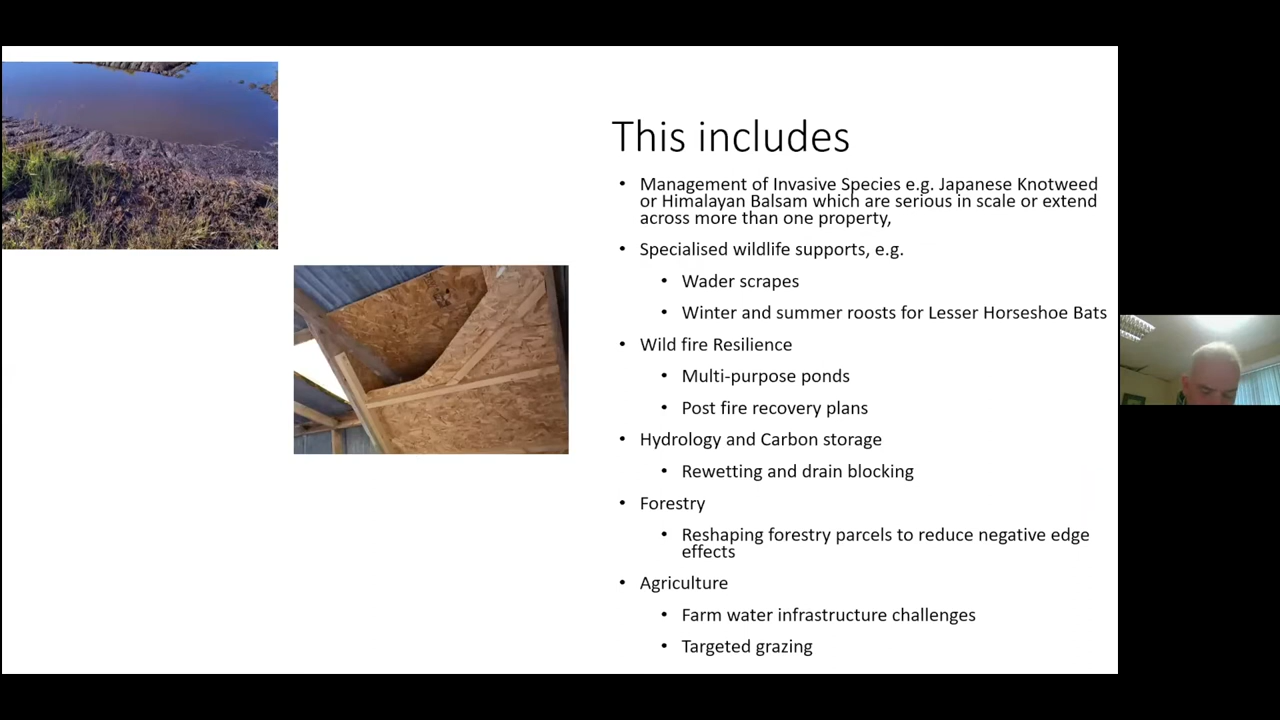 This includes
• Management of Invasive Species e.g. Japanese Knotweed
or Himalayan Balsam which are serious in scale or extend
across more than one property,
• Specialised wildlife supports, e.g.
• Wader scrapes
• Winter and summer roosts for Lesser Horseshoe Bats
• Wild fire Resilience
• Multi-purpose ponds
• Post fire recovery plans
• Hydrology and Carbon storage
• Rewetting and drain blocking
• Forestry
• Reshaping forestry parcels to reduce negative edge
effects
• Agriculture
• Farm water infrastructure challenges
• Targeted grazing